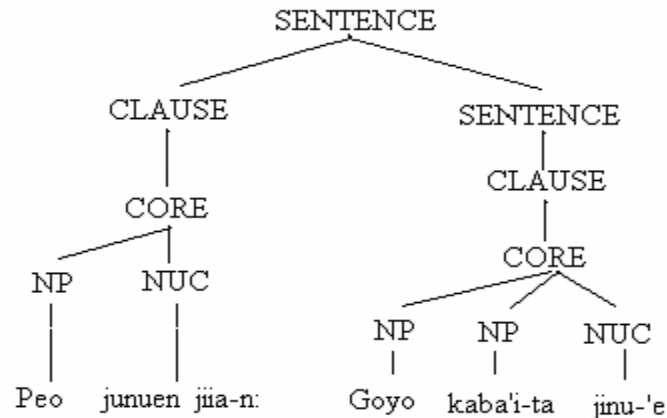 SENTENCE
CLAUSE SENTENCE
CLAUSE
CORE
CORE
NP NUC
NP NP NUC
Peo junuen jiia-n: Goyo kaba'i-ta jinu-'e